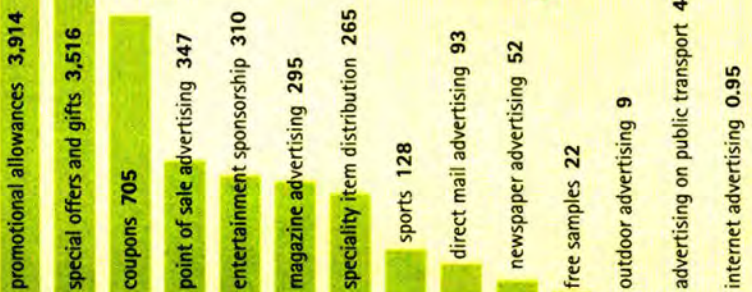 promotional allowances 3,914
special offers and gifts 3,516
coupons 705
point of sale advertising 347
entertainment sponsorship 310
magazine advertising 295
speciality item distribution 265
sports 128
direct mail advertising 93
newspaper advertising 52
free samples 22
outdoor advertising 9
advertising on public transport 4
internet advertising 0.95